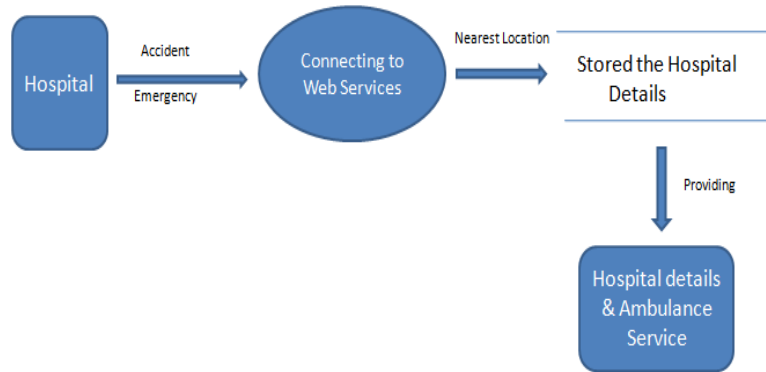 Hospital
Accident
Emergency
Connecting to
Web Services
Nearest Location
Stored the Hospital
Details
Providing
Hospital details
& Ambulance
Service